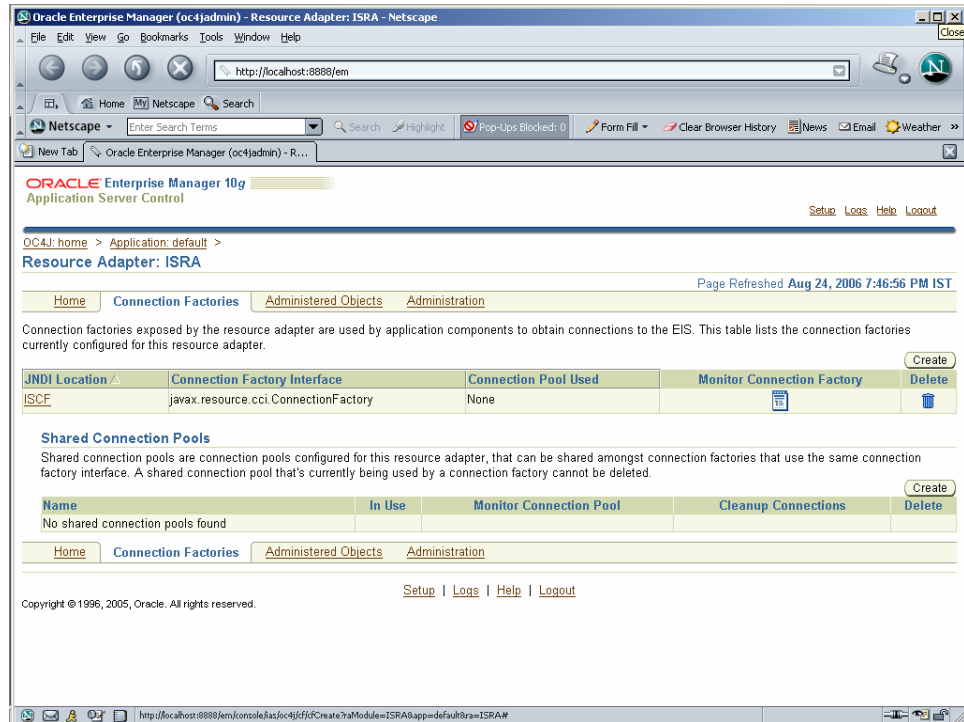 Oracle Enterprise Manager (oc4jadmin) - Resource Adapter: ISRA - Netscape
Close
File Edit View Go Bookmarks Tools Window Help
http://localhost:8888/em
Home My Netscape Search
Netscape Enter Search Terms Search Highlight Pop-Ups Blocked: 0 Form Fill Clear Browser History News Email Weather »
New Tab Oracle Enterprise Manager (oc4jadmin) - R...
ORACLE Enterprise Manager 10g
Application Server Control
Setup Logs Help Logout
OC4J: home > Application: default >
Resource Adapter: ISRA
Page Refreshed Aug 24, 2006 7:46:56 PM IST
Home Connection Factories Administered Objects Administration
Connection factories exposed by the resource adapter are used by application components to obtain connections to the EIS. This table lists the connection factories
currently configured for this resource adapter.
Create
JNDI Location Connection Factory Interface Connection Pool Used Monitor Connection Factory Delete
ISCF javax.resource.cci.ConnectionFactory None
Shared Connection Pools
Shared connection pools are connection pools configured for this resource adapter, that can be shared amongst connection factories that use the same connection
factory interface. A shared connection pool that's currently being used by a connection factory cannot be deleted.
Create
Name In Use Monitor Connection Pool Cleanup Connections Delete
No shared connection pools found
Home Connection Factories Administered Objects Administration
Setup | Logs | Help | Logout
Copyright © 1996, 2005, Oracle. All rights reserved.
http://localhost:8888/em/console/ias/oc4j/cf/cfCreate?raModule=ISRA&app=default&ra=ISRA#